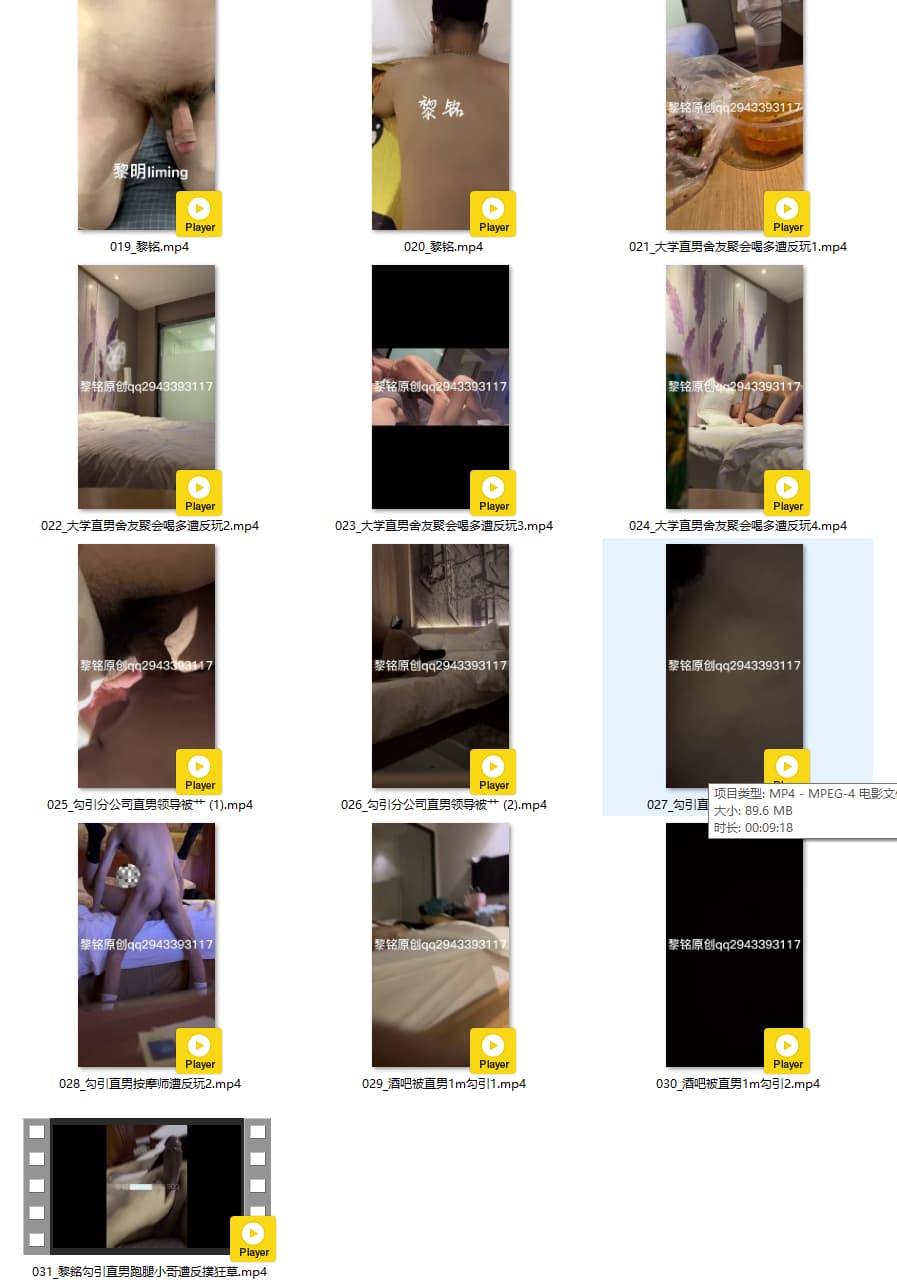 黎明liming
Player
黎铭
Player
黎铭原创qq2943393117
Player
019_黎铭.mp4
020_黎铭.mp4
021_大学直男舍友聚会喝多遭反玩1.mp4
黎铭原创qq2943393117
Player
黎铭原创qq2943393117
Player
黎铭原创qq2943393117
Player
022_大学直男舍友聚会喝多遭反玩2.mp4
023_大学直男舍友聚会喝多遭反玩3.mp4
024_大学直男舍友聚会喝多遭反玩4.mp4
黎铭原创qq2943393117
Player
黎铭原创qq2943393117
Player
黎铭原创qq2943393117
025_勾引分公司直男领导被艹 (1).mp4
026_勾引分公司直男领导被艹 (2).mp4
027_勾引直
项目类型: MP4 - MPEG-4 电影文
大小: 89.6 MB
时长: 00:09:18
黎铭原创qq2943393117
Player
黎铭原创qq2943393117
Player
黎铭原创qq2943393117
Player
028_勾引直男按摩师遭反玩2.mp4
029_酒吧被直男1m勾引1.mp4
030_酒吧被直男1m勾引2.mp4
Player
031_黎銘勾引直男跑腿小哥遭反撲狂草.mp4